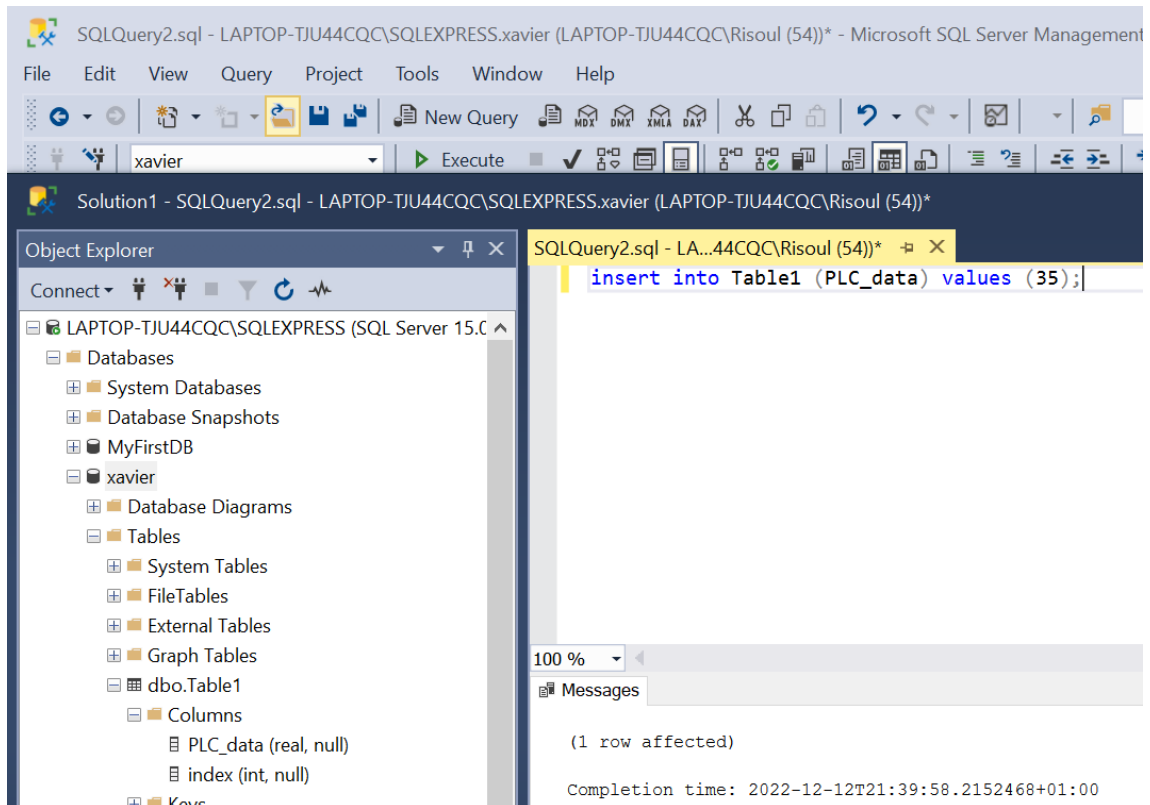 SQLQuery2.sql - LAPTOP-TJU44CQC\SQLEXPRESS.xavier (LAPTOP-TJU44CQC\Risoul (54))* - Microsoft SQL Server Management
File Edit View Query Project Tools Window Help
New Query MDX DMX XMLA DAX
xavier Execute
Solution1 - SQLQuery2.sql - LAPTOP-TJU44CQC\SQLEXPRESS.xavier (LAPTOP-TJU44CQC\Risoul (54))*
Object Explorer
SQLQuery2.sql - LA...44CQC\Risoul (54))*
Connect
insert into Table1 (PLC_data) values (35);
LAPTOP-TJU44CQC\SQLEXPRESS (SQL Server 15.0
Databases
System Databases
Database Snapshots
MyFirstDB
xavier
Database Diagrams
Tables
System Tables
FileTables
External Tables
Graph Tables
dbo.Table1
Columns
PLC_data (real, null)
index (int, null)
Keys
100 %
Messages
(1 row affected)
Completion time: 2022-12-12T21:39:58.2152468+01:00